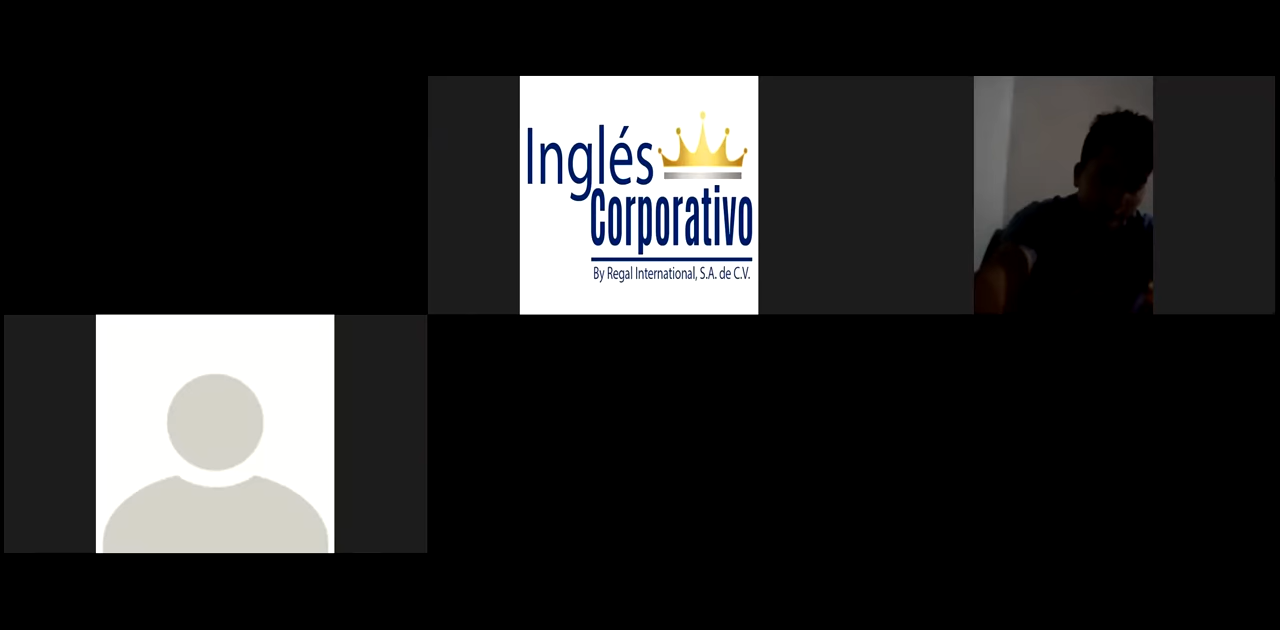 Inglés
Corporativo
By Regal International, S.A. de C.V.